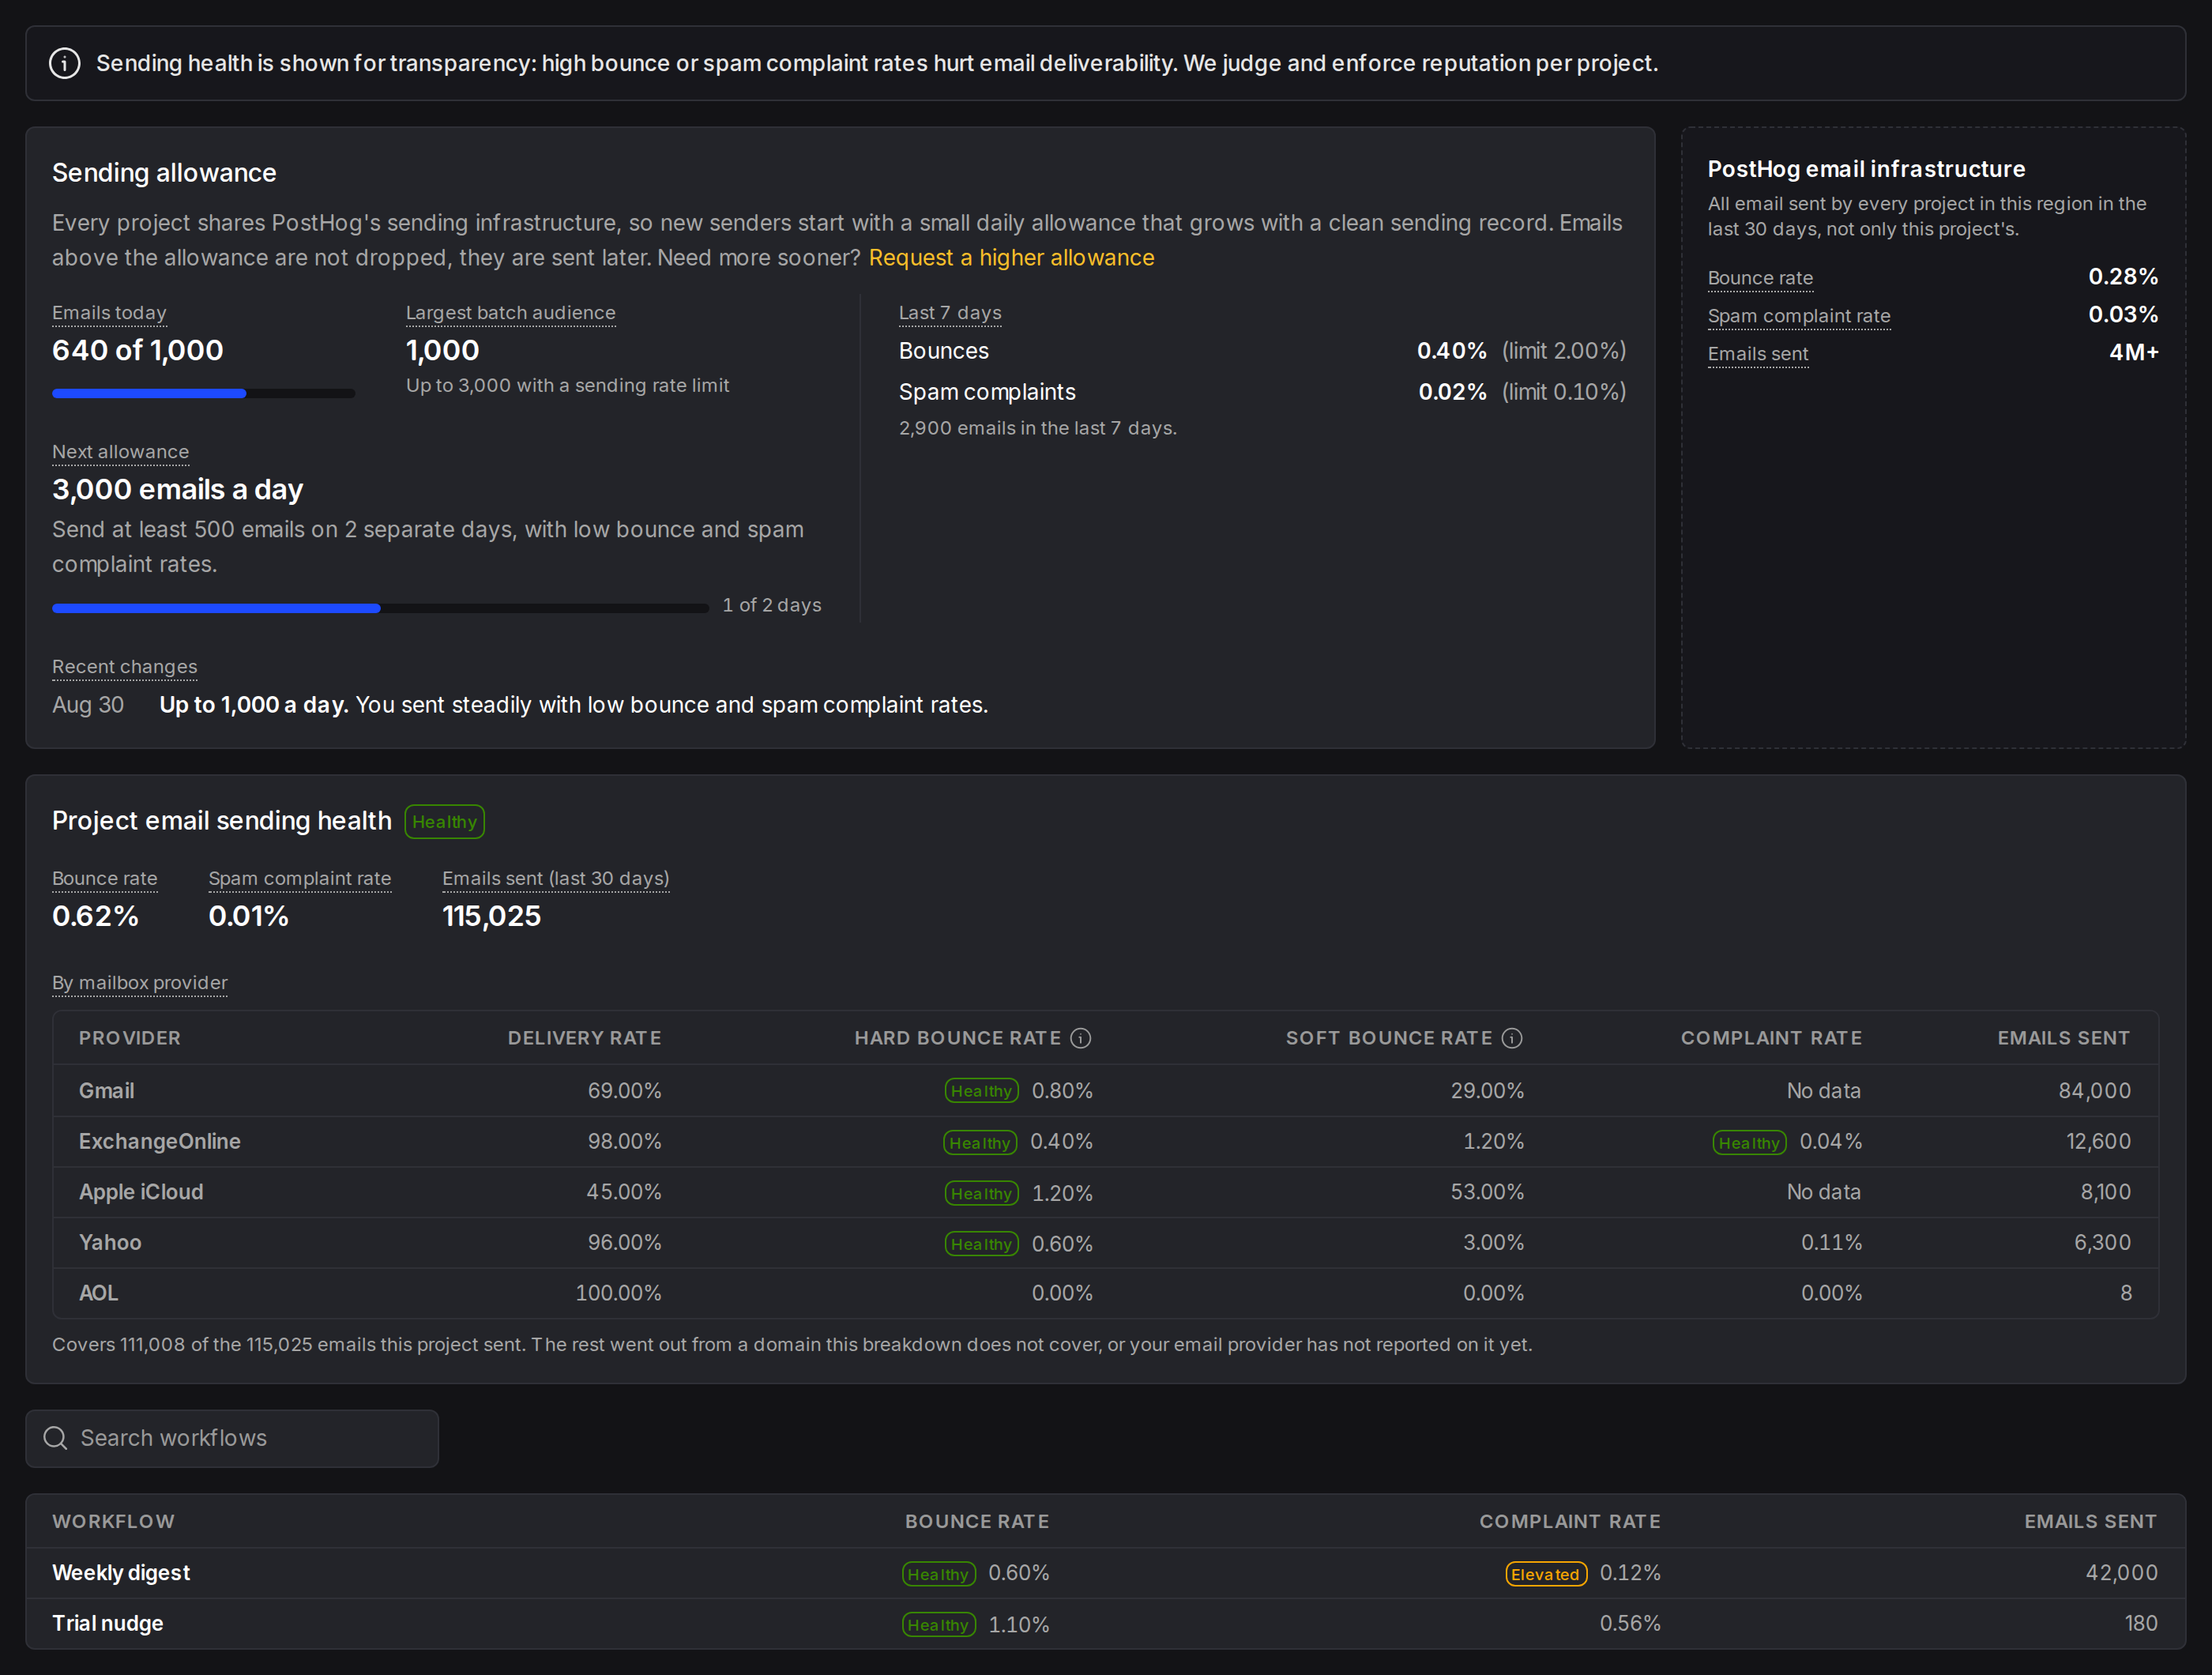 Sending health is shown for transparency: high bounce or spam complaint rates hurt email deliverability. We judge and enforce reputation per project.
Sending allowance
Every project shares PostHog's sending infrastructure, so new senders start with a small daily allowance that grows with a clean sending record. Emails
above the allowance are not dropped, they are sent later. Need more sooner? Request a higher allowance
Emails today
640 of 1,000
Largest batch audience
1,000
Up to 3,000 with a sending rate limit
Next allowance
3,000 emails a day
Send at least 500 emails on 2 separate days, with low bounce and spam
complaint rates.
1 of 2 days
Last 7 days
Bounces 0.40% (limit 2.00%)
Spam complaints 0.02% (limit 0.10%)
2,900 emails in the last 7 days.
Recent changes
Aug 30 Up to 1,000 a day. You sent steadily with low bounce and spam complaint rates.
PostHog email infrastructure
All email sent by every project in this region in the
last 30 days, not only this project's.
Bounce rate 0.28%
Spam complaint rate 0.03%
Emails sent 4M+
Project email sending health Healthy
Bounce rate Spam complaint rate Emails sent (last 30 days)
0.62% 0.01% 115,025
By mailbox provider
PROVIDER DELIVERY RATE HARD BOUNCE RATE SOFT BOUNCE RATE COMPLAINT RATE EMAILS SENT
Gmail 69.00% Healthy 0.80% 29.00% No data 84,000
ExchangeOnline 98.00% Healthy 0.40% 1.20% Healthy 0.04% 12,600
Apple iCloud 45.00% Healthy 1.20% 53.00% No data 8,100
Yahoo 96.00% Healthy 0.60% 3.00% 0.11% 6,300
AOL 100.00% 0.00% 0.00% 0.00% 8
Covers 111,008 of the 115,025 emails this project sent. The rest went out from a domain this breakdown does not cover, or your email provider has not reported on it yet.
Search workflows
WORKFLOW BOUNCE RATE COMPLAINT RATE EMAILS SENT
Weekly digest Healthy 0.60% Elevated 0.12% 42,000
Trial nudge Healthy 1.10% 0.56% 180